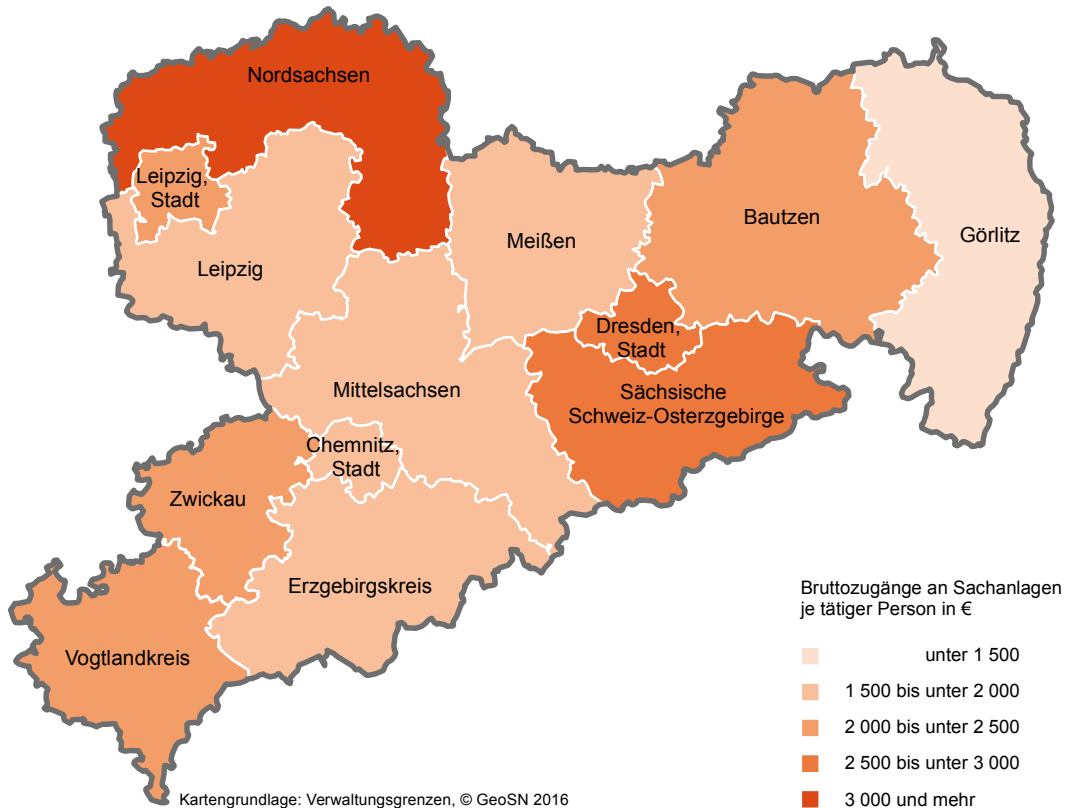 Nordsachsen
Leipzig,
Stadt
Leipzig
Meißen
Bautzen
Görlitz
Dresden,
Stadt
Mittelsachsen
Sächsische
Schweiz-Osterzgebirge
Chemnitz,
Stadt
Zwickau
Erzgebirgskreis
Vogtlandkreis
Bruttozugänge an Sachanlagen
je tätiger Person in €
unter 1 500
1 500 bis unter 2 000
2 000 bis unter 2 500
2 500 bis unter 3 000
3 000 und mehr
Kartengrundlage: Verwaltungsgrenzen, © GeoSN 2016